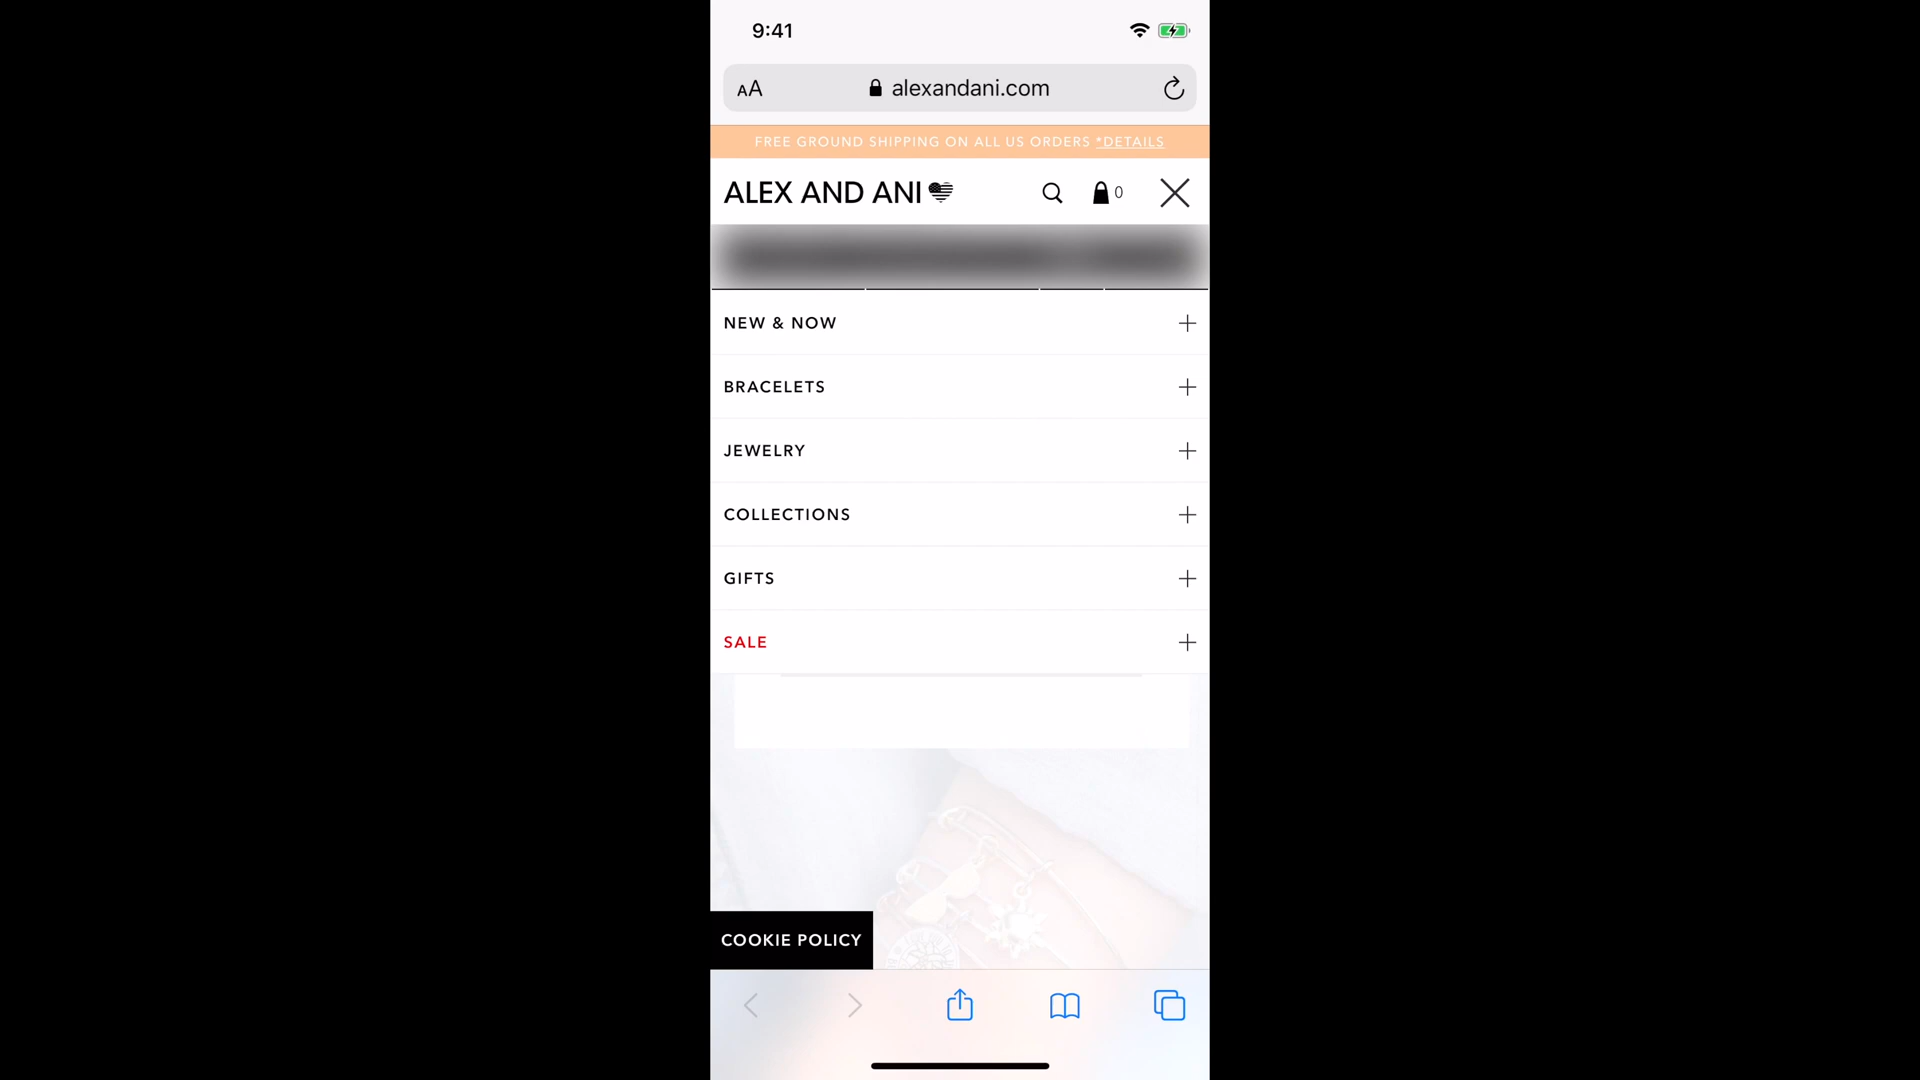 9:41
AA alexandani.com
FREE GROUND SHIPPING ON ALL US ORDERS *DETAILS
ALEX AND ANI 0
NEW & NOW
BRACELETS
JEWELRY
COLLECTIONS
GIFTS
SALE
COOKIE POLICY